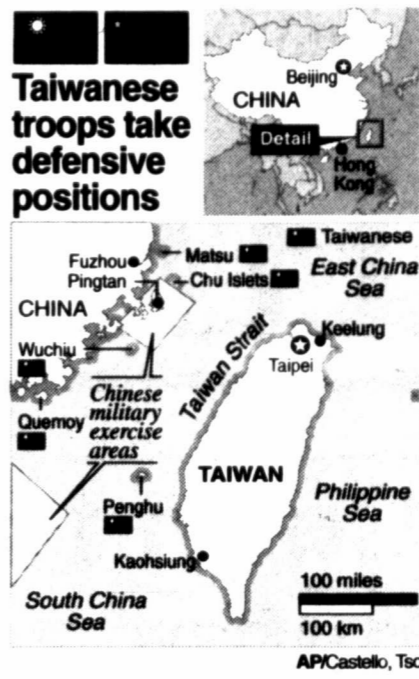 Taiwanese
troops take
defensive
positions
Beijing
CHINA
Detail
Hong
Kong
Taiwanese
Fuzhou
Matsu
Pingtan
Chu Islets
East China
Sea
CHINA
Keelung
Wuchiu
Taiwan Strait
Taipei
Chinese
military
exercise
areas
Quemoy
TAIWAN
Philippine
Sea
Penghu
Kaohsiung
100 miles
South China
Sea
100 km
AP/Castello, Tso